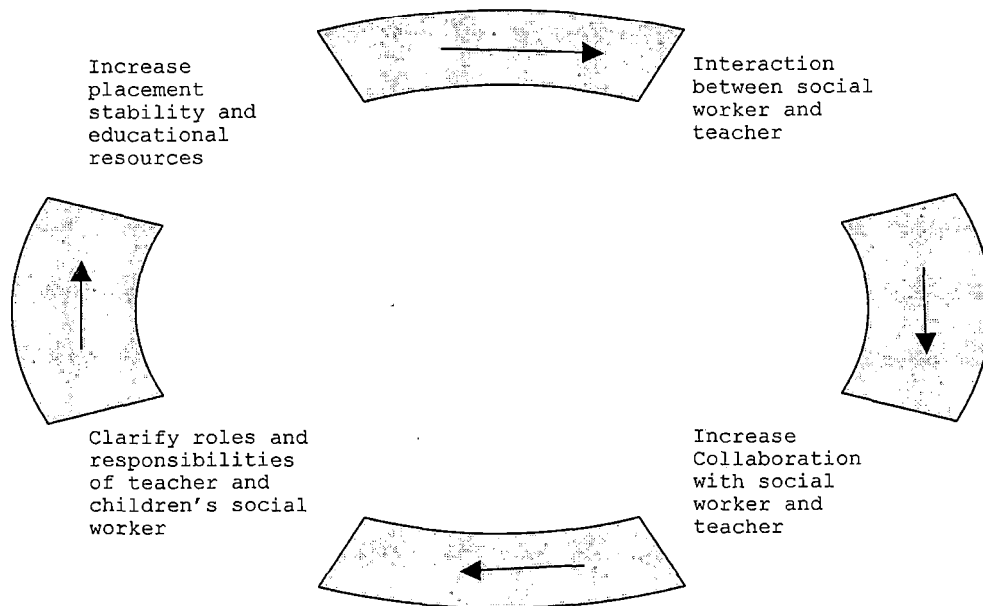 Increase
placement
stability and
educational
resources
Interaction
between social
worker and
teacher
Clarify roles and
responsibilities
of teacher and
children's social
worker
Increase
Collaboration
with social
worker and
teacher